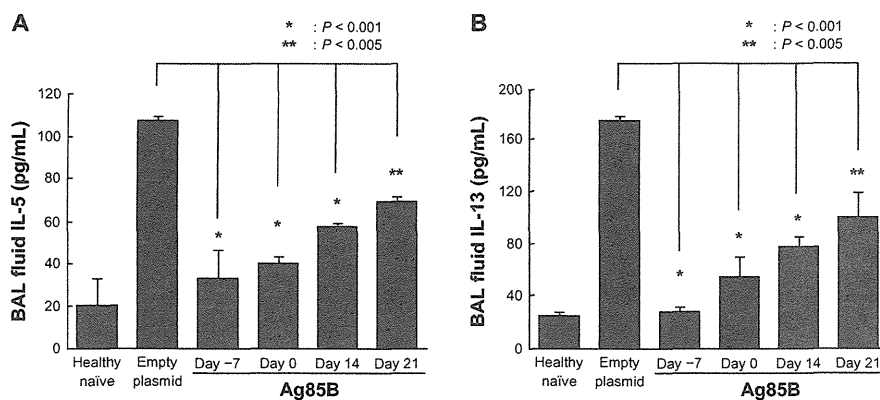 A
* : P < 0.001
** : P < 0.005
BAL fluid IL-5 (pg/mL)
120
100
80
60
40
20
0
*
*
*
**
Healthy naïve
Empty plasmid
Day −7
Day 0
Day 14
Day 21
Ag85B
B
* : P < 0.001
** : P < 0.005
BAL fluid IL-13 (pg/mL)
200
160
120
80
40
00
*
*
*
**
Healthy naïve
Empty plasmid
Day −7
Day 0
Day 14
Day 21
Ag85B